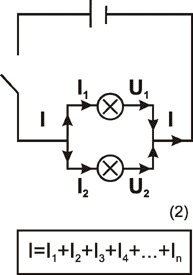 I₁ U₁
I I
I₂ U₂
(2)
I=I₁+I₂+I₃+I₄+...+Iₙ